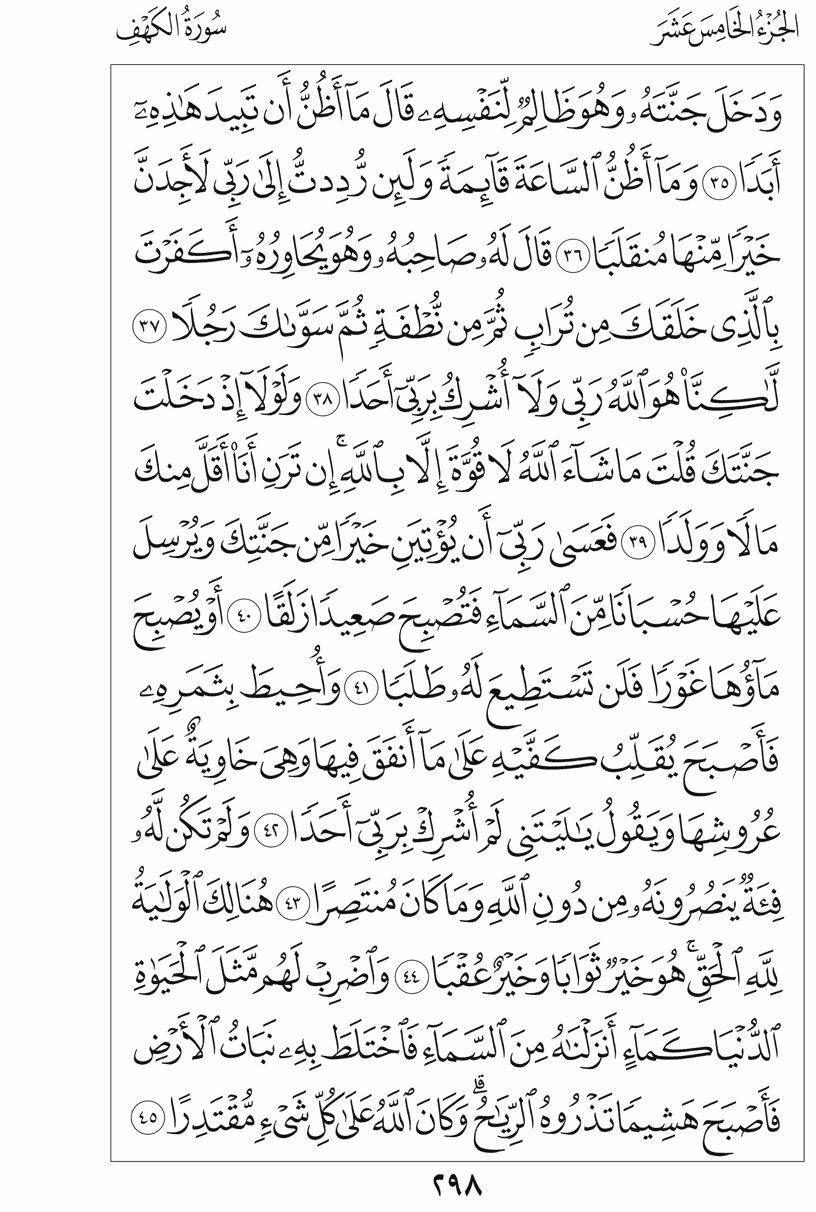 الجُزْءُ الخَامِسَ عَشَرَ
سُورَةُ الكَهْفِ
وَدَخَلَ جَنَّتَهُۥ وَهُوَ ظَالِمٌ لِّنَفْسِهِۦ قَالَ مَآ أَظُنُّ أَن تَبِيدَ هَٰذِهِۦٓ
أَبَدًا ٣٥ وَمَآ أَظُنُّ ٱلسَّاعَةَ قَآئِمَةً وَلَئِن رُّدِدتُّ إِلَىٰ رَبِّى لَأَجِدَنَّ
خَيْرًا مِّنْهَا مُنقَلَبًا ٣٦ قَالَ لَهُۥ صَاحِبُهُۥ وَهُوَ يُحَاوِرُهُۥٓ أَكَفَرْتَ
بِٱلَّذِى خَلَقَكَ مِن تُرَابٍ ثُمَّ مِن نُّطْفَةٍ ثُمَّ سَوَّىٰكَ رَجُلًا ٣٧
لَّٰكِنَّا۠ هُوَ ٱللَّهُ رَبِّى وَلَآ أُشْرِكُ بِرَبِّىٓ أَحَدًا ٣٨ وَلَوْلَآ إِذْ دَخَلْتَ
جَنَّتَكَ قُلْتَ مَا شَآءَ ٱللَّهُ لَا قُوَّةَ إِلَّا بِٱللَّهِ ۚ إِن تَرَنِ أَنَا۠ أَقَلَّ مِنكَ
مَالًا وَوَلَدًا ٣٩ فَعَسَىٰ رَبِّىٓ أَن يُؤْتِيَنِ خَيْرًا مِّن جَنَّتِكَ وَيُرْسِلَ
عَلَيْهَا حُسْبَانًا مِّنَ ٱلسَّمَآءِ فَتُصْبِحَ صَعِيدًا زَلَقًا ٤٠ أَوْ يُصْبِحَ
مَآؤُهَا غَوْرًا فَلَن تَسْتَطِيعَ لَهُۥ طَلَبًا ٤١ وَأُحِيطَ بِثَمَرِهِۦ
فَأَصْبَحَ يُقَلِّبُ كَفَّيْهِ عَلَىٰ مَآ أَنفَقَ فِيهَا وَهِىَ خَاوِيَةٌ عَلَىٰ
عُرُوشِهَا وَيَقُولُ يَٰلَيْتَنِى لَمْ أُشْرِكْ بِرَبِّىٓ أَحَدًا ٤٢ وَلَمْ تَكُن لَّهُۥ
فِئَةٌ يَنصُرُونَهُۥ مِن دُونِ ٱللَّهِ وَمَا كَانَ مُنتَصِرًا ٤٣ هُنَالِكَ ٱلْوَلَٰيَةُ
لِلَّهِ ٱلْحَقِّ ۚ هُوَ خَيْرٌ ثَوَابًا وَخَيْرٌ عُقْبًا ٤٤ وَٱضْرِبْ لَهُم مَّثَلَ ٱلْحَيَوٰةِ
ٱلدُّنْيَا كَمَآءٍ أَنزَلْنَٰهُ مِنَ ٱلسَّمَآءِ فَٱخْتَلَطَ بِهِۦ نَبَاتُ ٱلْأَرْضِ
فَأَصْبَحَ هَشِيمًا تَذْرُوهُ ٱلرِّيَٰحُ ۗ وَكَانَ ٱللَّهُ عَلَىٰ كُلِّ شَىْءٍ مُّقْتَدِرًا ٤٥
٢٩٨